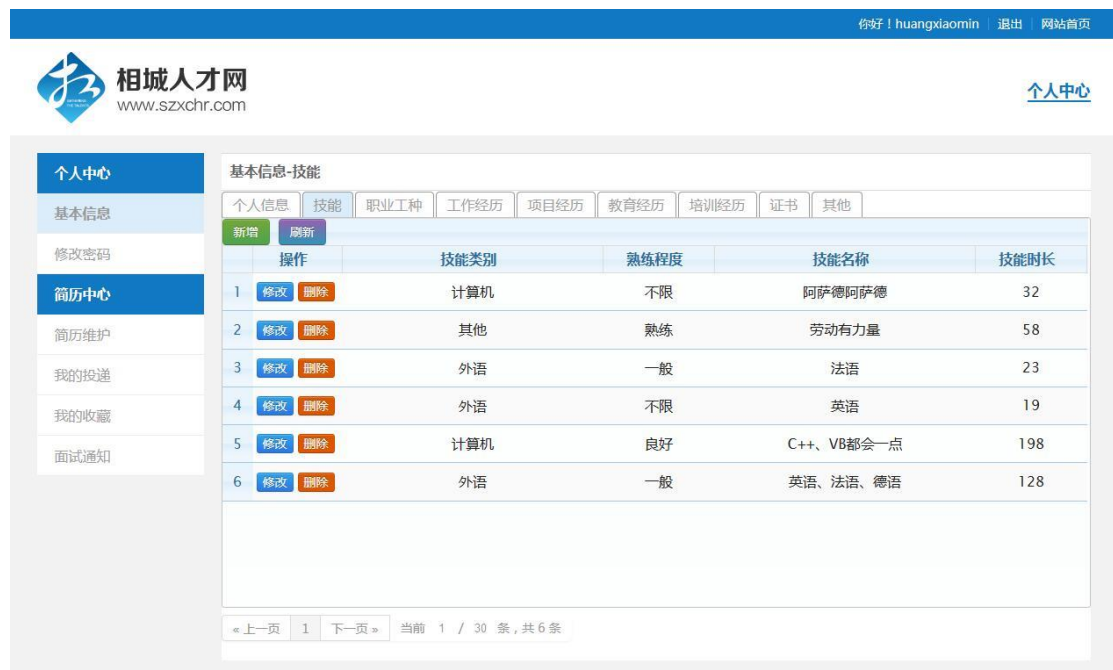 你好！huangxiaomin 退出 网站首页
相城人才网
www.szxchr.com
个人中心
个人中心
基本信息
修改密码
简历中心
简历维护
我的投递
我的收藏
面试通知
基本信息-技能
个人信息 技能 职业工种 工作经历 项目经历 教育经历 培训经历 证书 其他
新增 刷新
操作 技能类别 熟练程度 技能名称 技能时长
1 修改 删除 计算机 不限 阿萨德阿萨德 32
2 修改 删除 其他 熟练 劳动有力量 58
3 修改 删除 外语 一般 法语 23
4 修改 删除 外语 不限 英语 19
5 修改 删除 计算机 良好 C++、VB都会一点 198
6 修改 删除 外语 一般 英语、法语、德语 128
« 上一页 1 下一页 » 当前 1 / 30 条，共 6 条